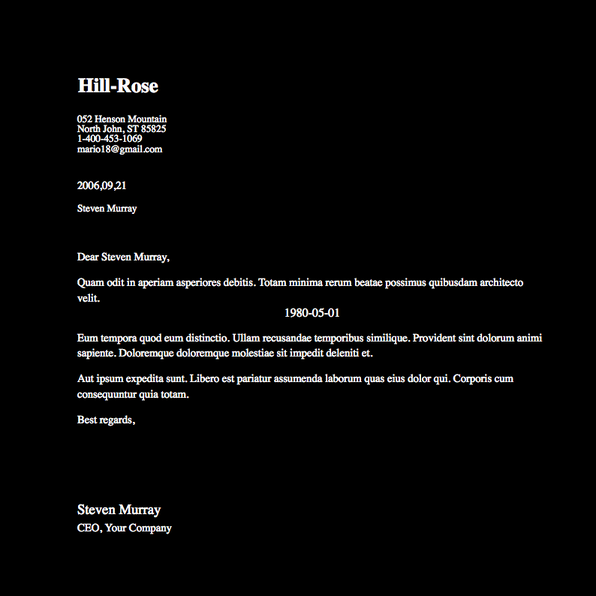 Hill-Rose
052 Henson Mountain
North John, ST 85825
1-400-453-1069
mario18@gmail.com
2006,09,21
Steven Murray
Dear Steven Murray,
Quam odit in aperiam asperiores debitis. Totam minima rerum beatae possimus quibusdam architecto
velit.
1980-05-01
Eum tempora quod eum distinctio. Ullam recusandae temporibus similique. Provident sint dolorum animi
sapiente. Doloremque doloremque molestiae sit impedit deleniti et.
Aut ipsum expedita sunt. Libero est pariatur assumenda laborum quas eius dolor qui. Corporis cum
consequuntur quia totam.
Best regards,
Steven Murray
CEO, Your Company